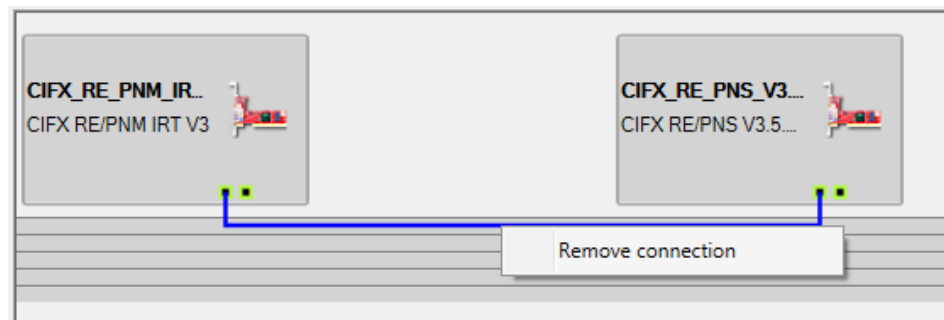 CIFX_RE_PNM_IR...
CIFX RE/PNM IRT V3
CIFX_RE_PNS_V3....
CIFX RE/PNS V3.5....
Remove connection